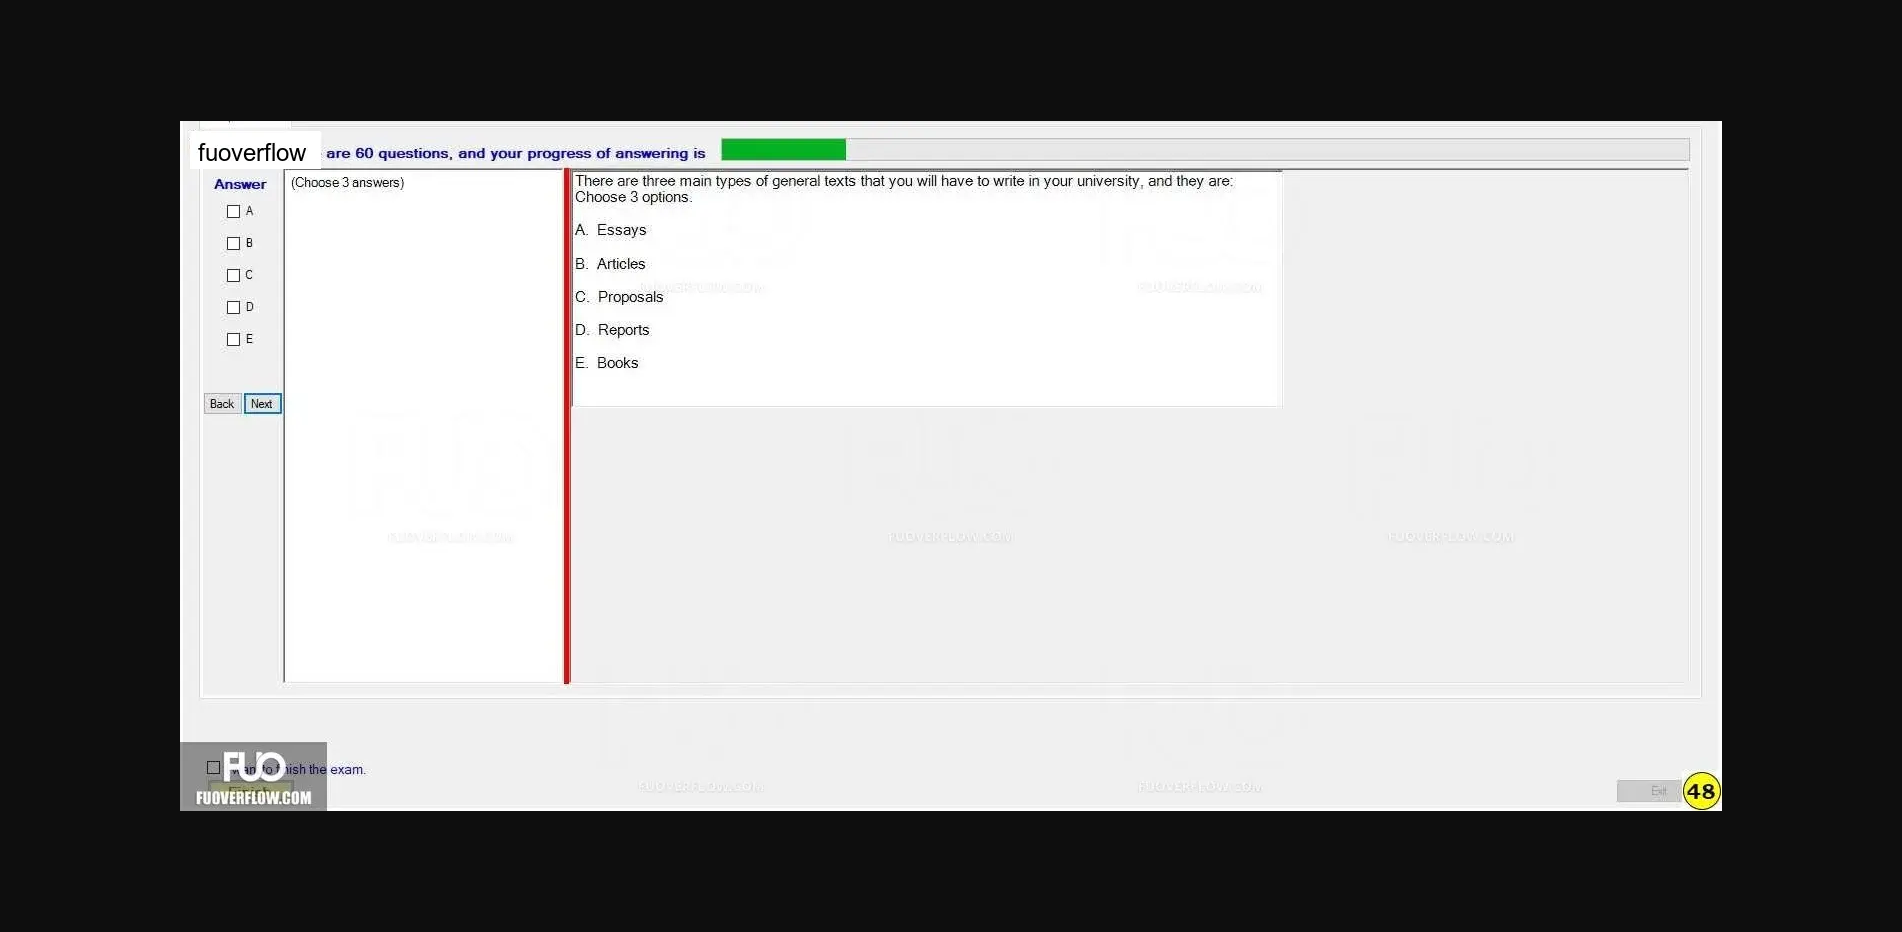 fuoverflow
are 60 questions, and your progress of answering is
Answer
(Choose 3 answers)
A
B
C
D
E
Back Next
There are three main types of general texts that you will have to write in your university, and they are:
Choose 3 options.
A. Essays
B. Articles
C. Proposals
D. Reports
E. Books
FUOVERFLOW.COM FUOVERFLOW.COM
FUOVERFLOW.COM FUOVERFLOW.COM FUOVERFLOW.COM
FUO
want to finish the exam.
Finish
FUOVERFLOW.COM
FUOVERFLOW.COM FUOVERFLOW.COM
Exit
48